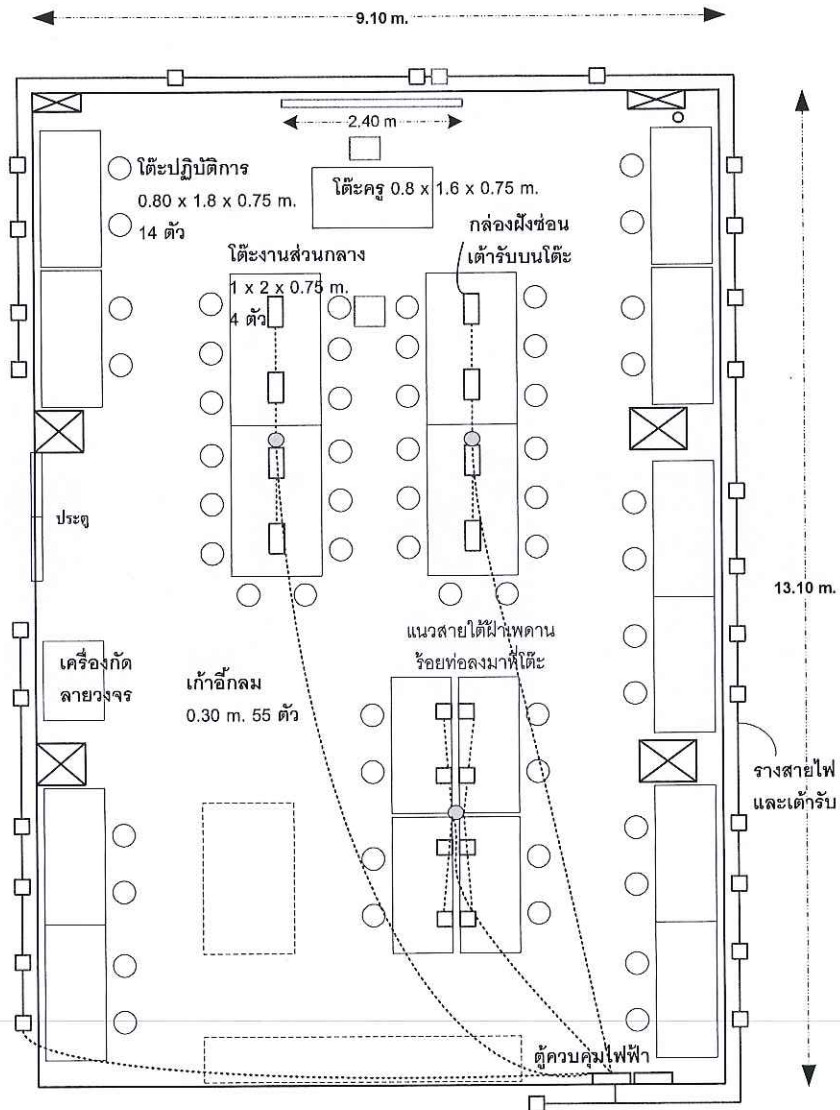 9.10 m.
2.40 m
โต๊ะปฏิบัติการ
0.80 x 1.8 x 0.75 m.
14 ตัว
โต๊ะครู 0.8 x 1.6 x 0.75 m.
กล่องฝังซ่อน
เต้ารับบนโต๊ะ
โต๊ะงานส่วนกลาง
1 x 2 x 0.75 m.
4 ตัว
ประตู
13.10 m.
แนวสายใต้ฝ้าเพดาน
ร้อยท่อลงมาที่โต๊ะ
เครื่องกัด
ลายวงจร
เก้าอี้กลม
0.30 m. 55 ตัว
รางสายไฟ
และเต้ารับ
ตู้ควบคุมไฟฟ้า